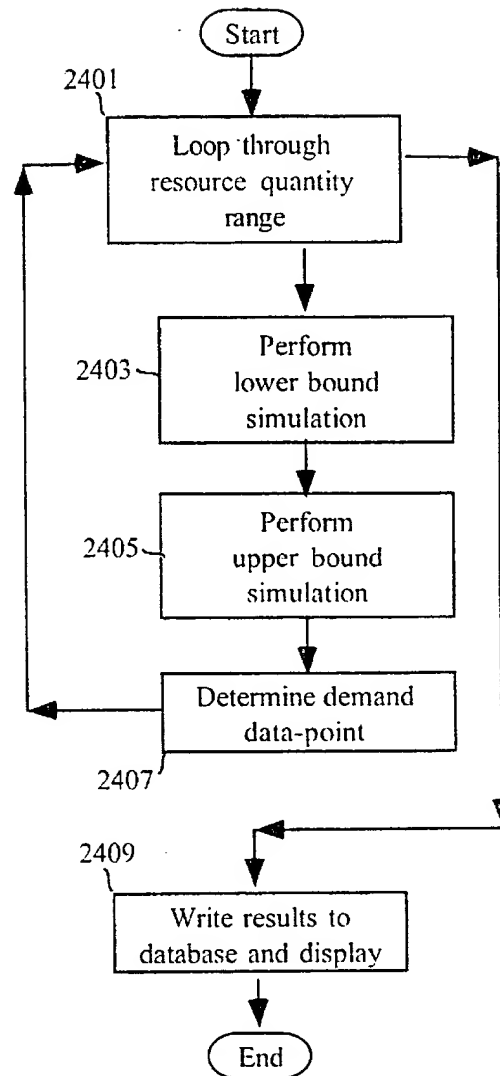 Start
2401
Loop through
resource quantity
range
2403
Perform
lower bound
simulation
2405
Perform
upper bound
simulation
Determine demand
data-point
2407
2409
Write results to
database and display
End